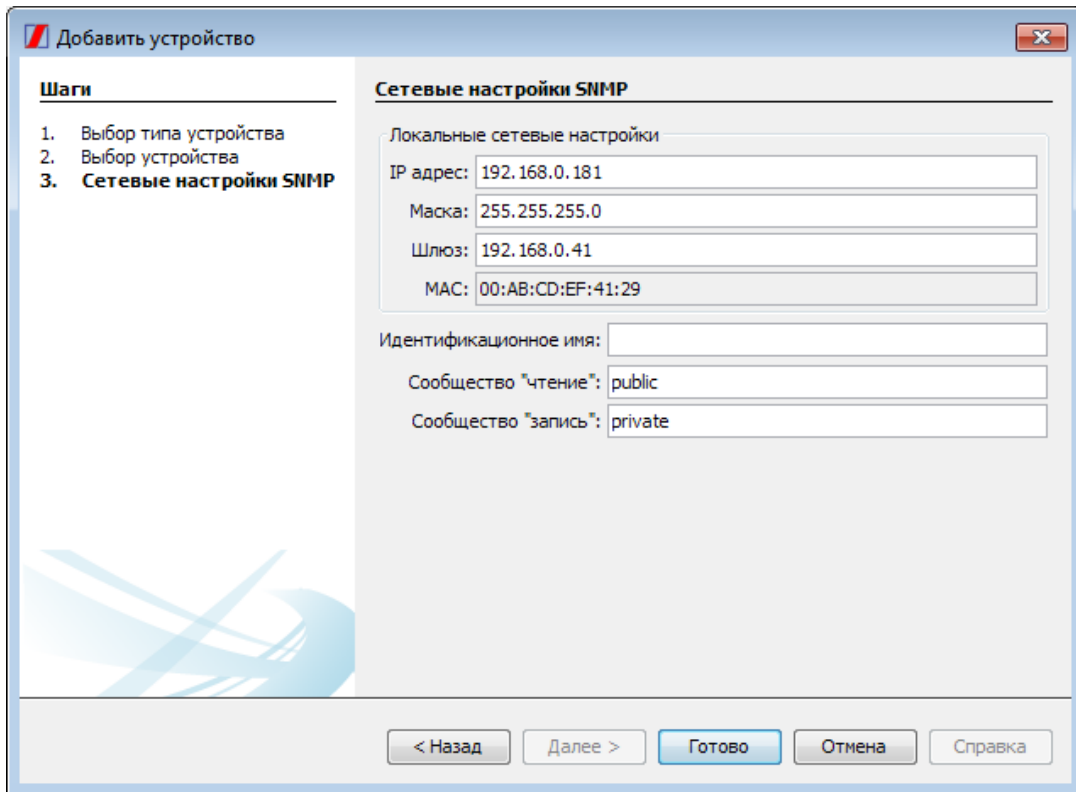 Добавить устройство
Шаги
1. Выбор типа устройства
2. Выбор устройства
3. Сетевые настройки SNMP
Сетевые настройки SNMP
Локальные сетевые настройки
IP адрес: 192.168.0.181
Маска: 255.255.255.0
Шлюз: 192.168.0.41
MAC: 00:AB:CD:EF:41:29
Идентификационное имя:
Сообщество "чтение": public
Сообщество "запись": private
< Назад Далее > Готово Отмена Справка